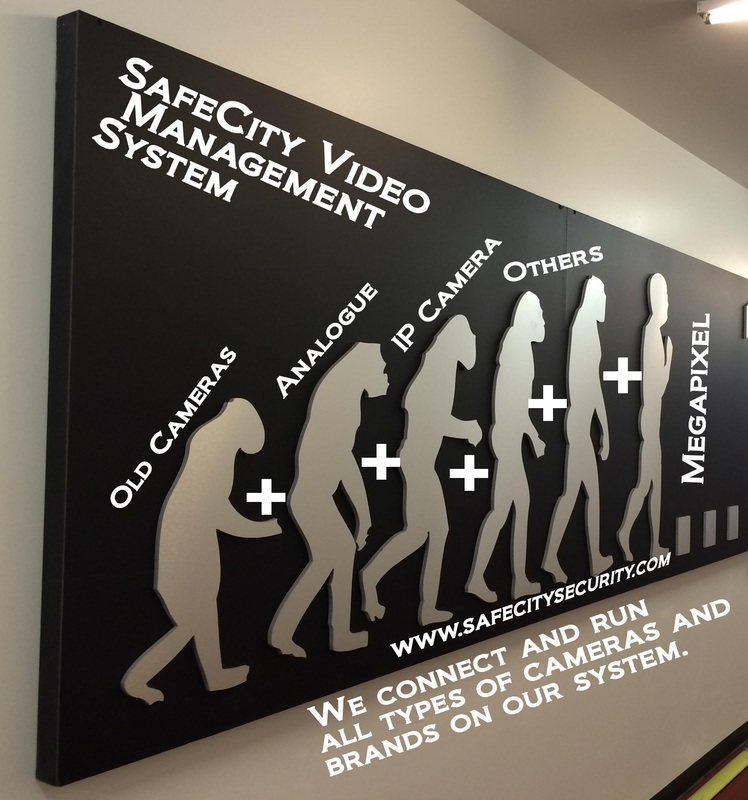 SafeCity Video
Management
System
Old Cameras
Analogue
IP Camera
Others
Megapixel
+
+
+
+
+
www.safecitysecurity.com
We connect and run
all types of cameras and
brands on our system.